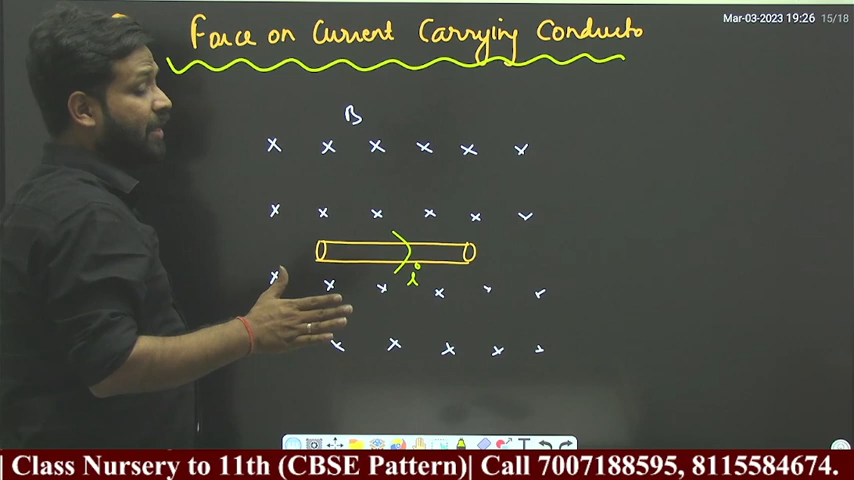 Mar-03-2023 19:26 15/18
Force on Current Carrying Conducto
B
i
| Class Nursery to 11th (CBSE Pattern)| Call 7007188595, 8115584674.